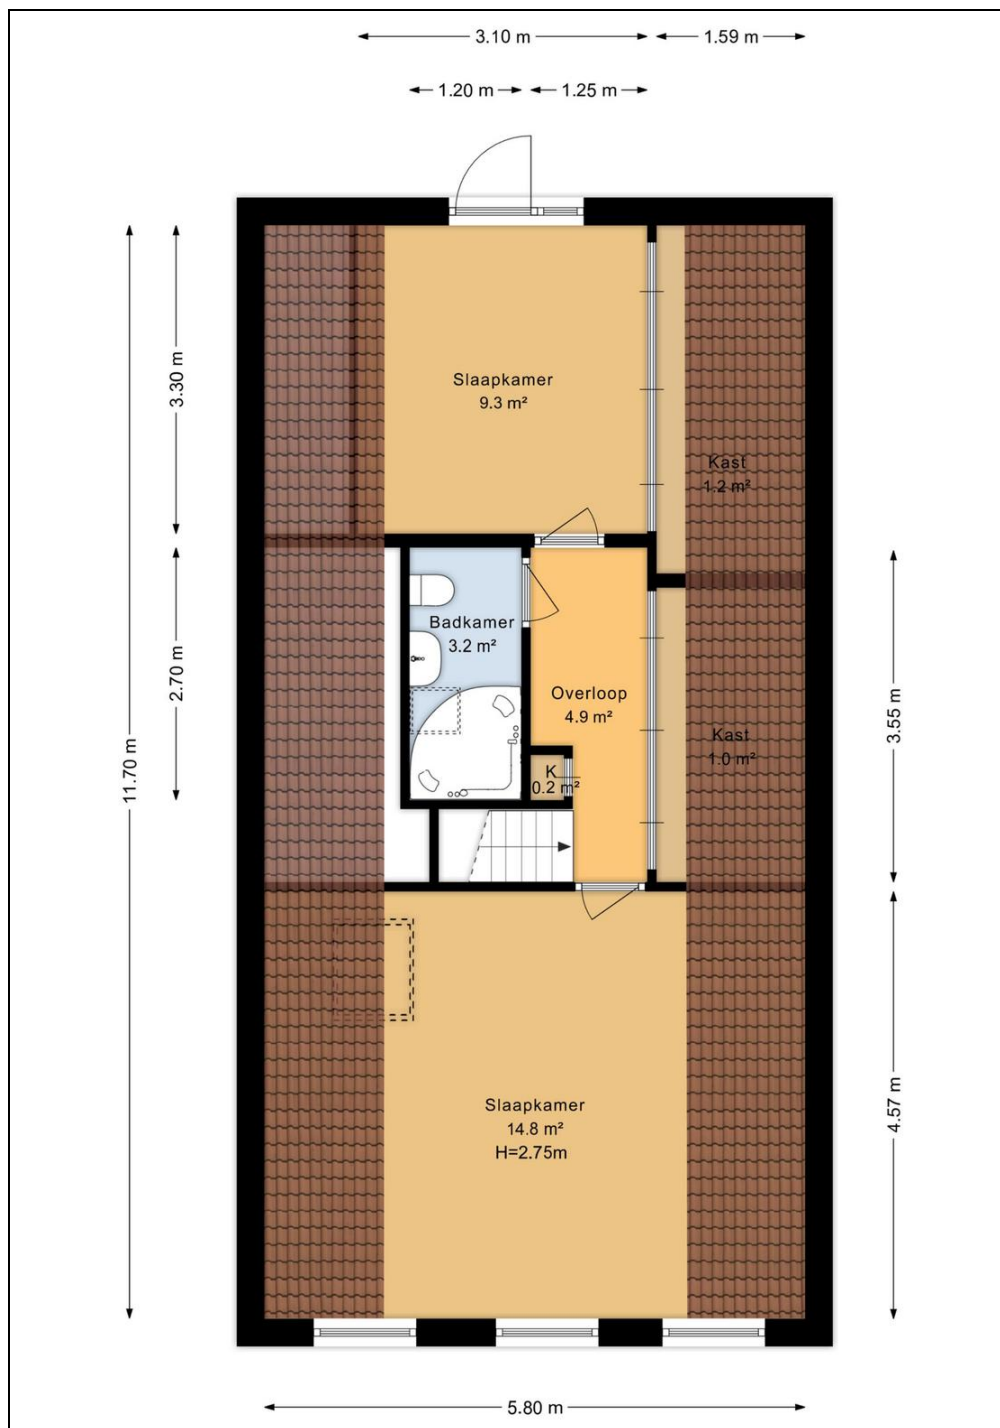 3.10 m
1.59 m
1.20 m
1.25 m
3.30 m
Slaapkamer
9.3 m²
Kast
1.2 m²
Badkamer
3.2 m²
2.70 m
Overloop
4.9 m²
3.55 m
Kast
1.0 m²
K
0.2 m²
11.70 m
4.57 m
Slaapkamer
14.8 m²
H=2.75m
5.80 m